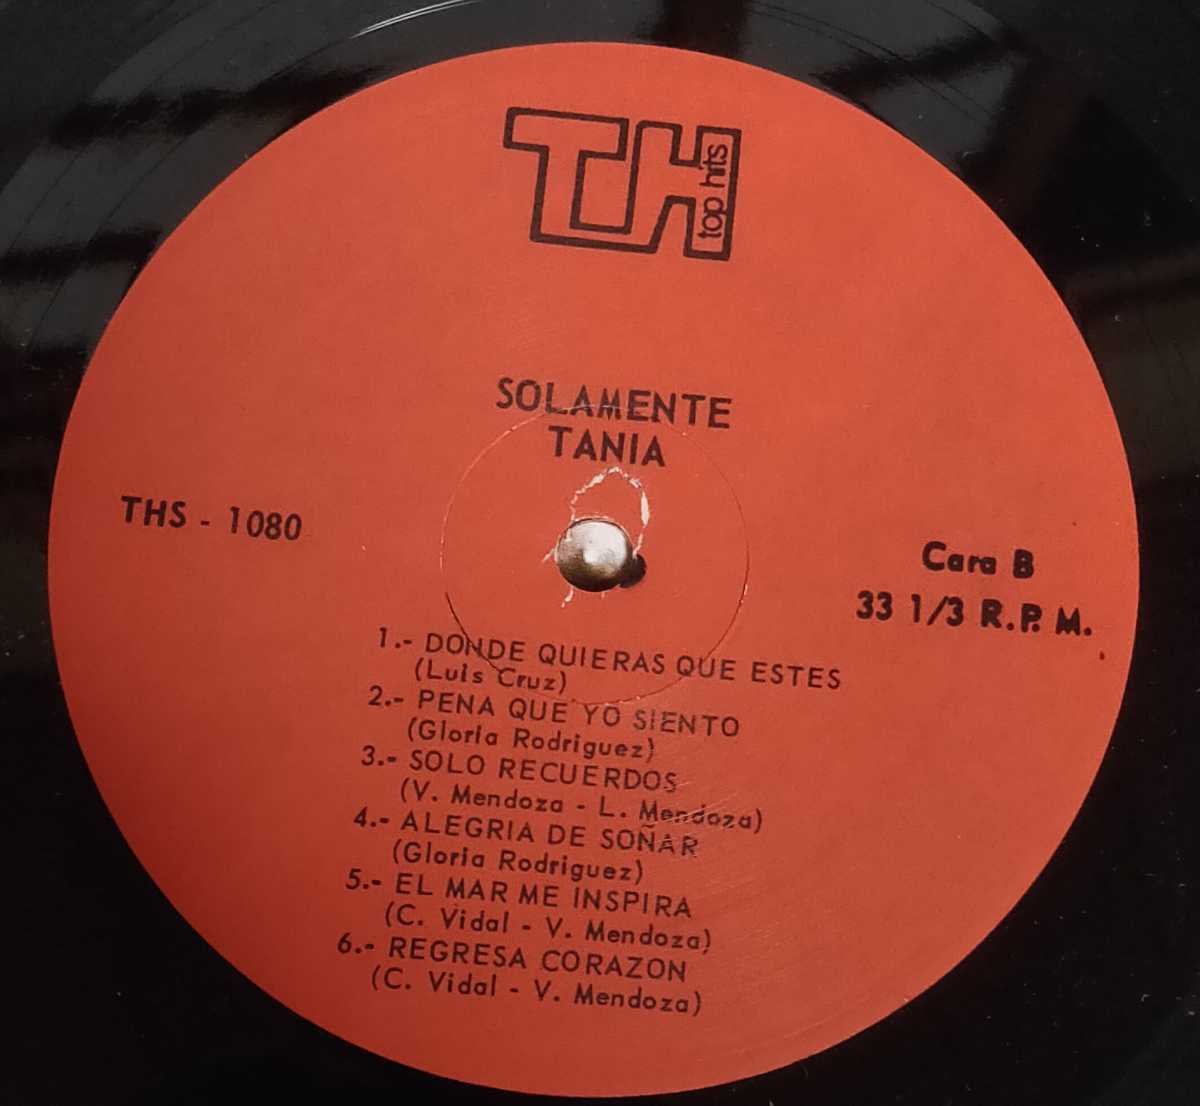 TH
top hits
SOLAMENTE
TANIA
THS - 1080
Cara B
33 1/3 R.P.M.
1.- DONDE QUIERAS QUE ESTES
(Luis Cruz)
2.- PENA QUE YO SIENTO
(Gloria Rodriguez)
3.- SOLO RECUERDOS
(V. Mendoza - L. Mendoza)
4.- ALEGRIA DE SOÑAR
(Gloria Rodriguez)
5.- EL MAR ME INSPIRA
(C. Vidal - V. Mendoza)
6.- REGRESA CORAZON
(C. Vidal - V. Mendoza)